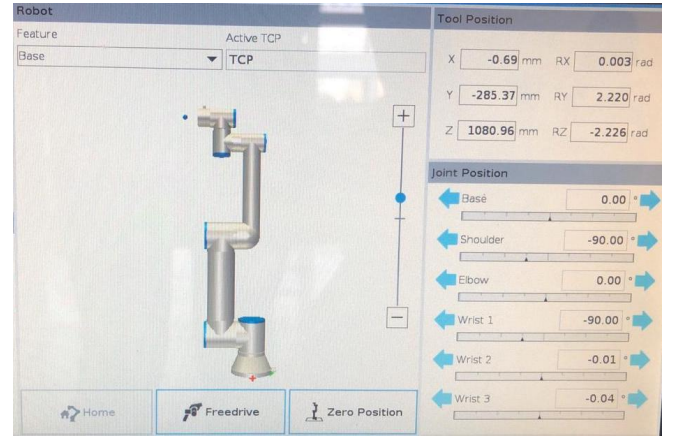 Robot
Feature
Active TCP
Base
TCP
Home
Freedrive
Zero Position
Tool Position
X -0.69 mm RX 0.003 rad
Y -285.37 mm RY 2.220 rad
Z 1080.96 mm RZ -2.226 rad
Joint Position
Base 0.00 °
Shoulder -90.00 °
Elbow 0.00 °
Wrist 1 -90.00 °
Wrist 2 -0.01 °
Wrist 3 -0.04 °